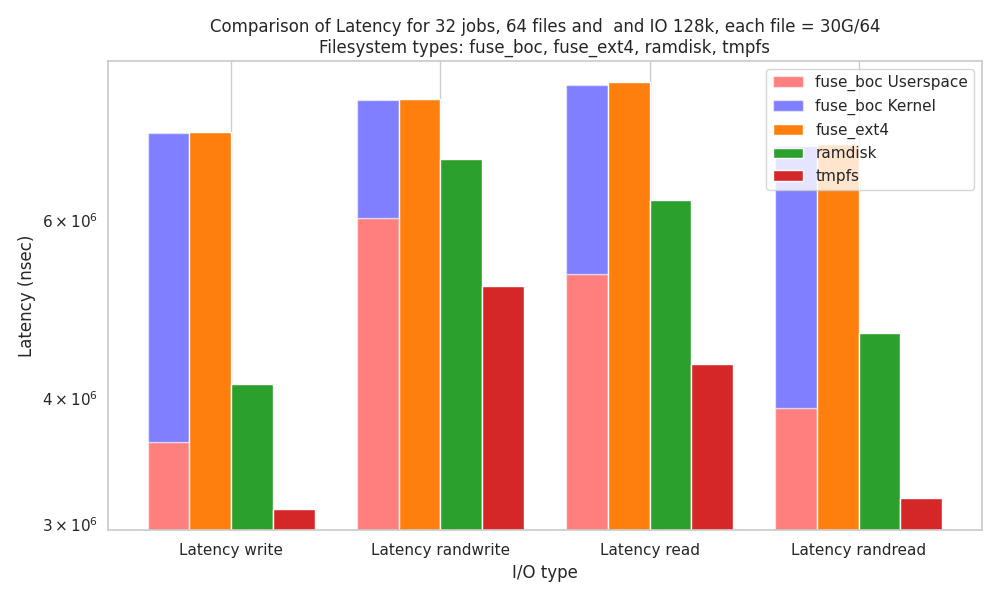 Comparison of Latency for 32 jobs, 64 files and  and IO 128k, each file = 30G/64
Filesystem types: fuse_boc, fuse_ext4, ramdisk, tmpfs
fuse_boc Userspace
fuse_boc Kernel
fuse_ext4
ramdisk
tmpfs
Latency (nsec)
6 × 10⁶
4 × 10⁶
3 × 10⁶
Latency write
Latency randwrite
Latency read
Latency randread
I/O type